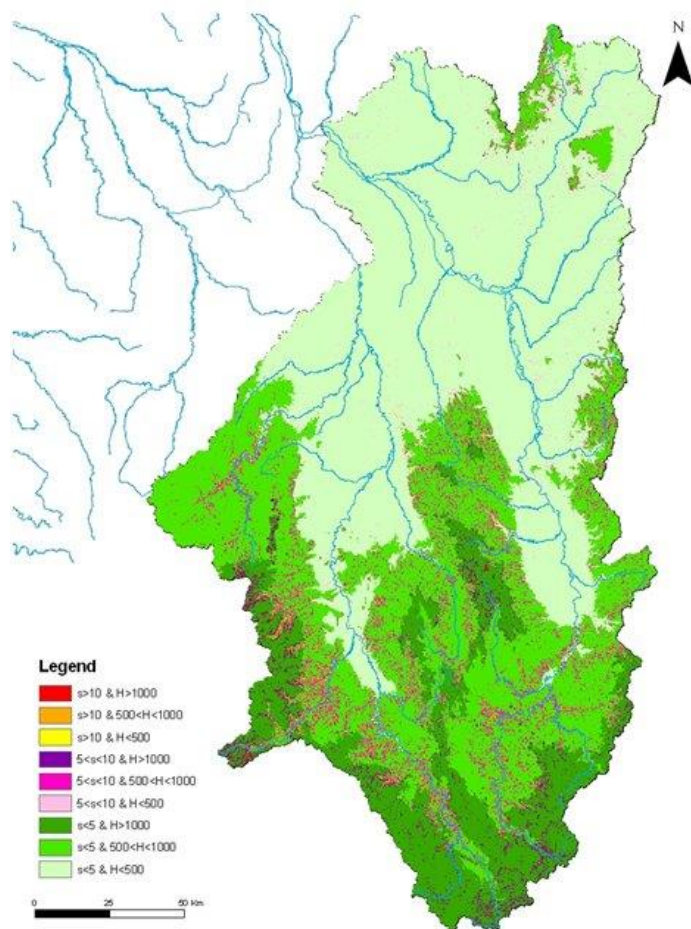 N
Legend
s>10 & H>1000
s>10 & 500<H<1000
s>10 & H<500
5<s<10 & H>1000
5<s<10 & 500<H<1000
5<s<10 & H<500
s<5 & H>1000
s<5 & 500<H<1000
s<5 & H<500
0 25 50 Km